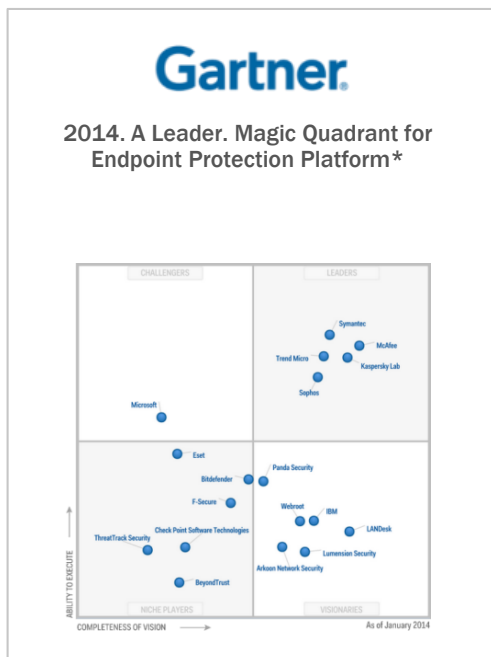 Gartner®
2014. A Leader. Magic Quadrant for
Endpoint Protection Platform*
CHALLENGERS
LEADERS
Symantec
McAfee
Trend Micro
Kaspersky Lab
Sophos
Microsoft
Eset
Bitdefender
Panda Security
F-Secure
Webroot
IBM
Check Point Software Technologies
LANDesk
ThreatTrack Security
Lumension Security
Arkoon Network Security
BeyondTrust
ABILITY TO EXECUTE
NICHE PLAYERS
VISIONARIES
COMPLETENESS OF VISION
As of January 2014